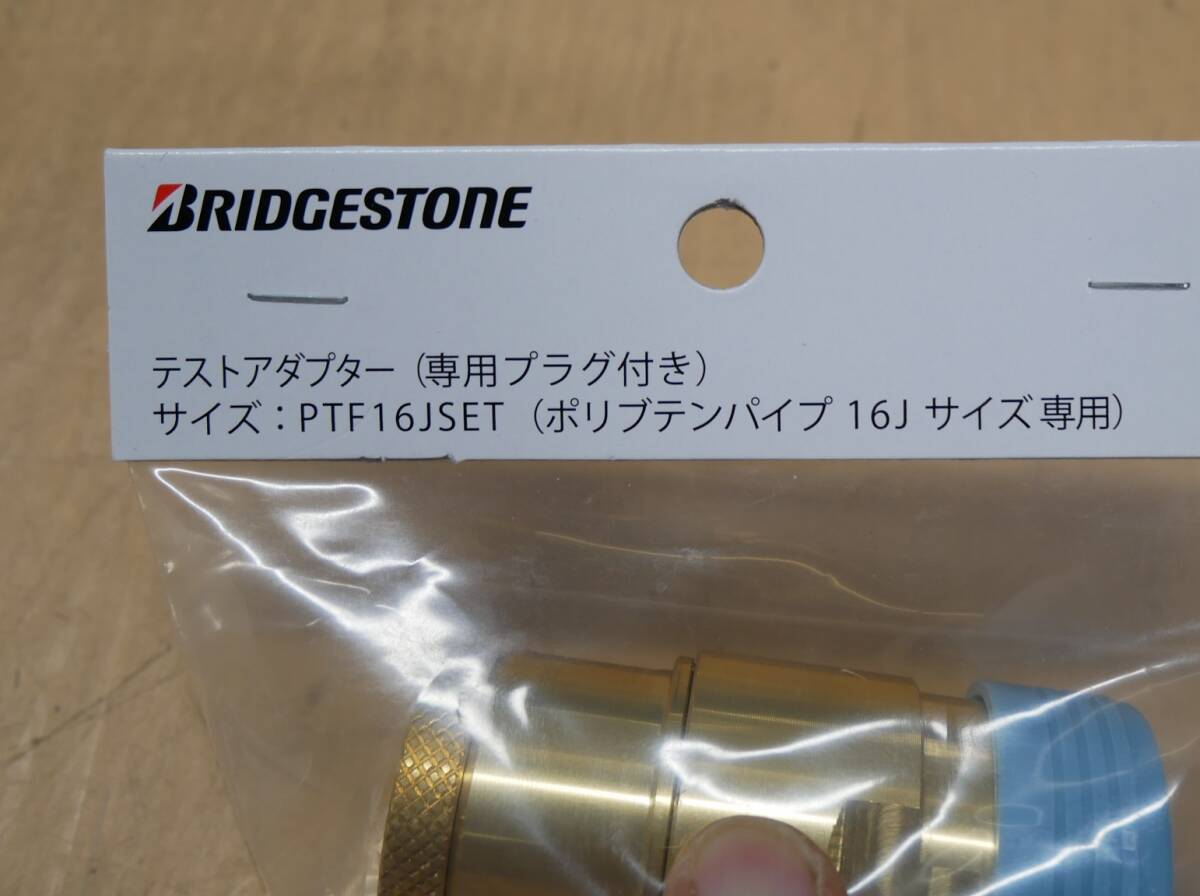 BRIDGESTONE
テストアダプター（専用プラグ付き）
サイズ：PTF16JSET（ポリブテンパイプ 16J サイズ専用）